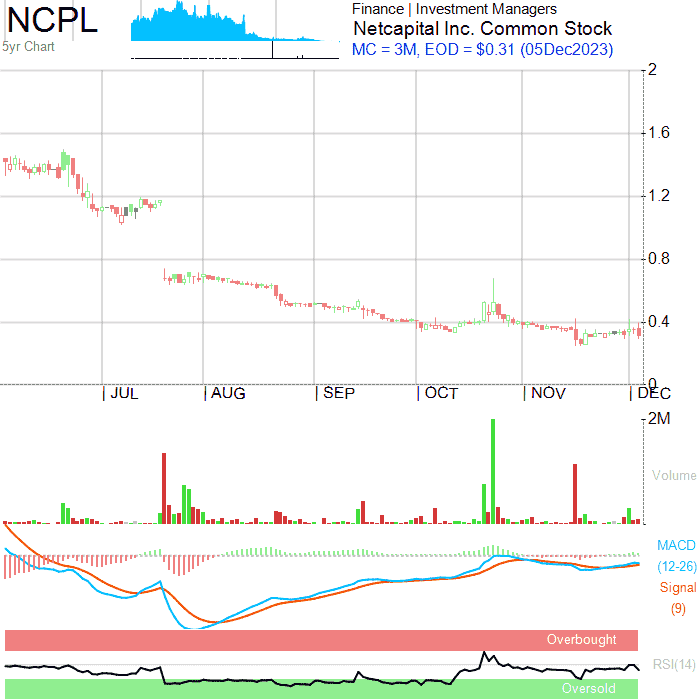 NCPL
5yr Chart
Finance | Investment Managers
Netcapital Inc. Common Stock
MC = 3M, EOD = $0.31 (05Dec2023)
2
1.6
1.2
0.8
0.4
0
JUL AUG SEP OCT NOV DEC
2M
Volume
MACD
(12-26)
Signal
(9)
Overbought
RSI(14)
Oversold